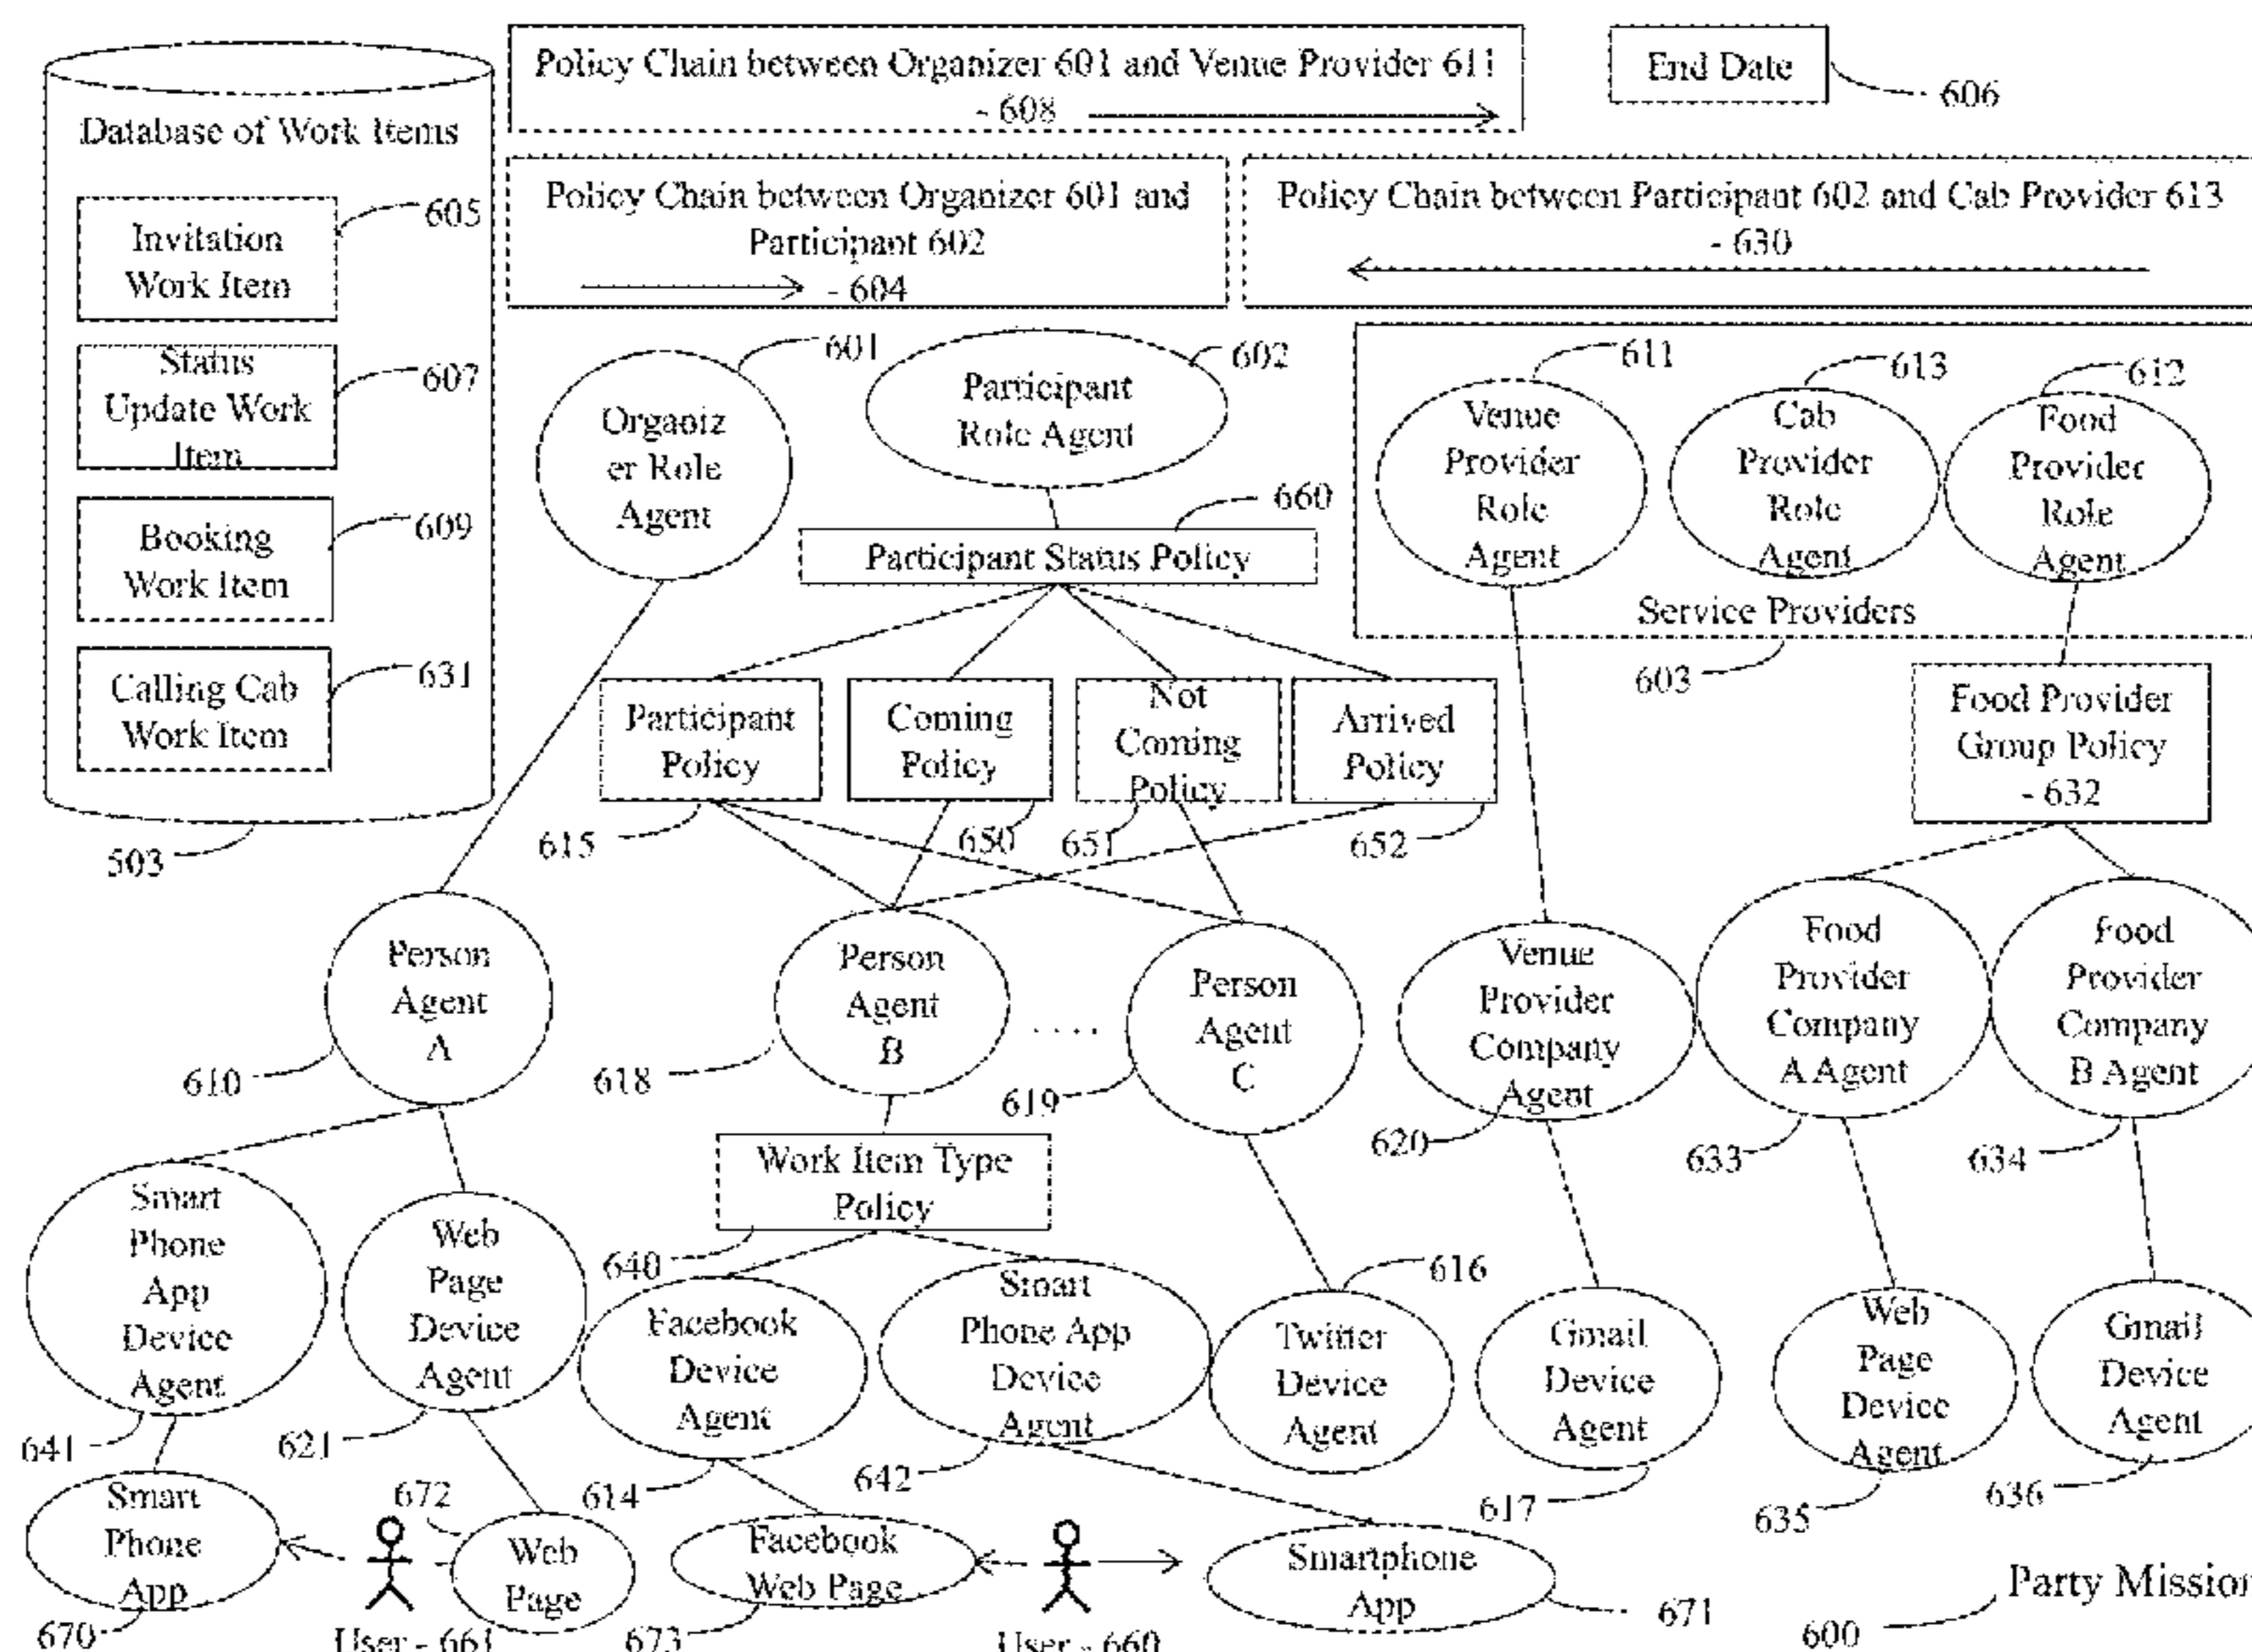 Policy Chain between Organizer 601 and Venue Provider 611
- 608
End Date
606
Database of Work Items
Invitation
Work Item
605
Status
Update Work
Item
607
Booking
Work Item
609
Calling Cab
Work Item
631
503
Policy Chain between Organizer 601 and
Participant 602
- 604
Policy Chain between Participant 602 and Cab Provider 613
- 630
Organiz
er Role
Agent
601
Participant
Role Agent
602
Venue
Provider
Role
Agent
611
Cab
Provider
Role
Agent
613
Food
Provider
Role
Agent
612
Service Providers
603
Participant Status Policy
660
Participant
Policy
615
Coming
Policy
650
Not
Coming
Policy
651
Arrived
Policy
652
Food Provider
Group Policy
- 632
Person
Agent
A
610
Person
Agent
B
618
....
Person
Agent
C
619
Venue
Provider
Company
Agent
620
Food
Provider
Company
A Agent
633
Food
Provider
Company
B Agent
634
Work Item Type
Policy
640
Smart
Phone
App
Device
Agent
641
Web
Page
Device
Agent
621
Facebook
Device
Agent
614
Smart
Phone App
Device
Agent
642
Twitter
Device
Agent
616
Gmail
Device
Agent
617
Web
Page
Device
Agent
635
Gmail
Device
Agent
636
Smart
Phone
App
670
User - 661
672
Web
Page
Facebook
Web Page
673
User - 660
Smartphone
App
671
Party Mission
600